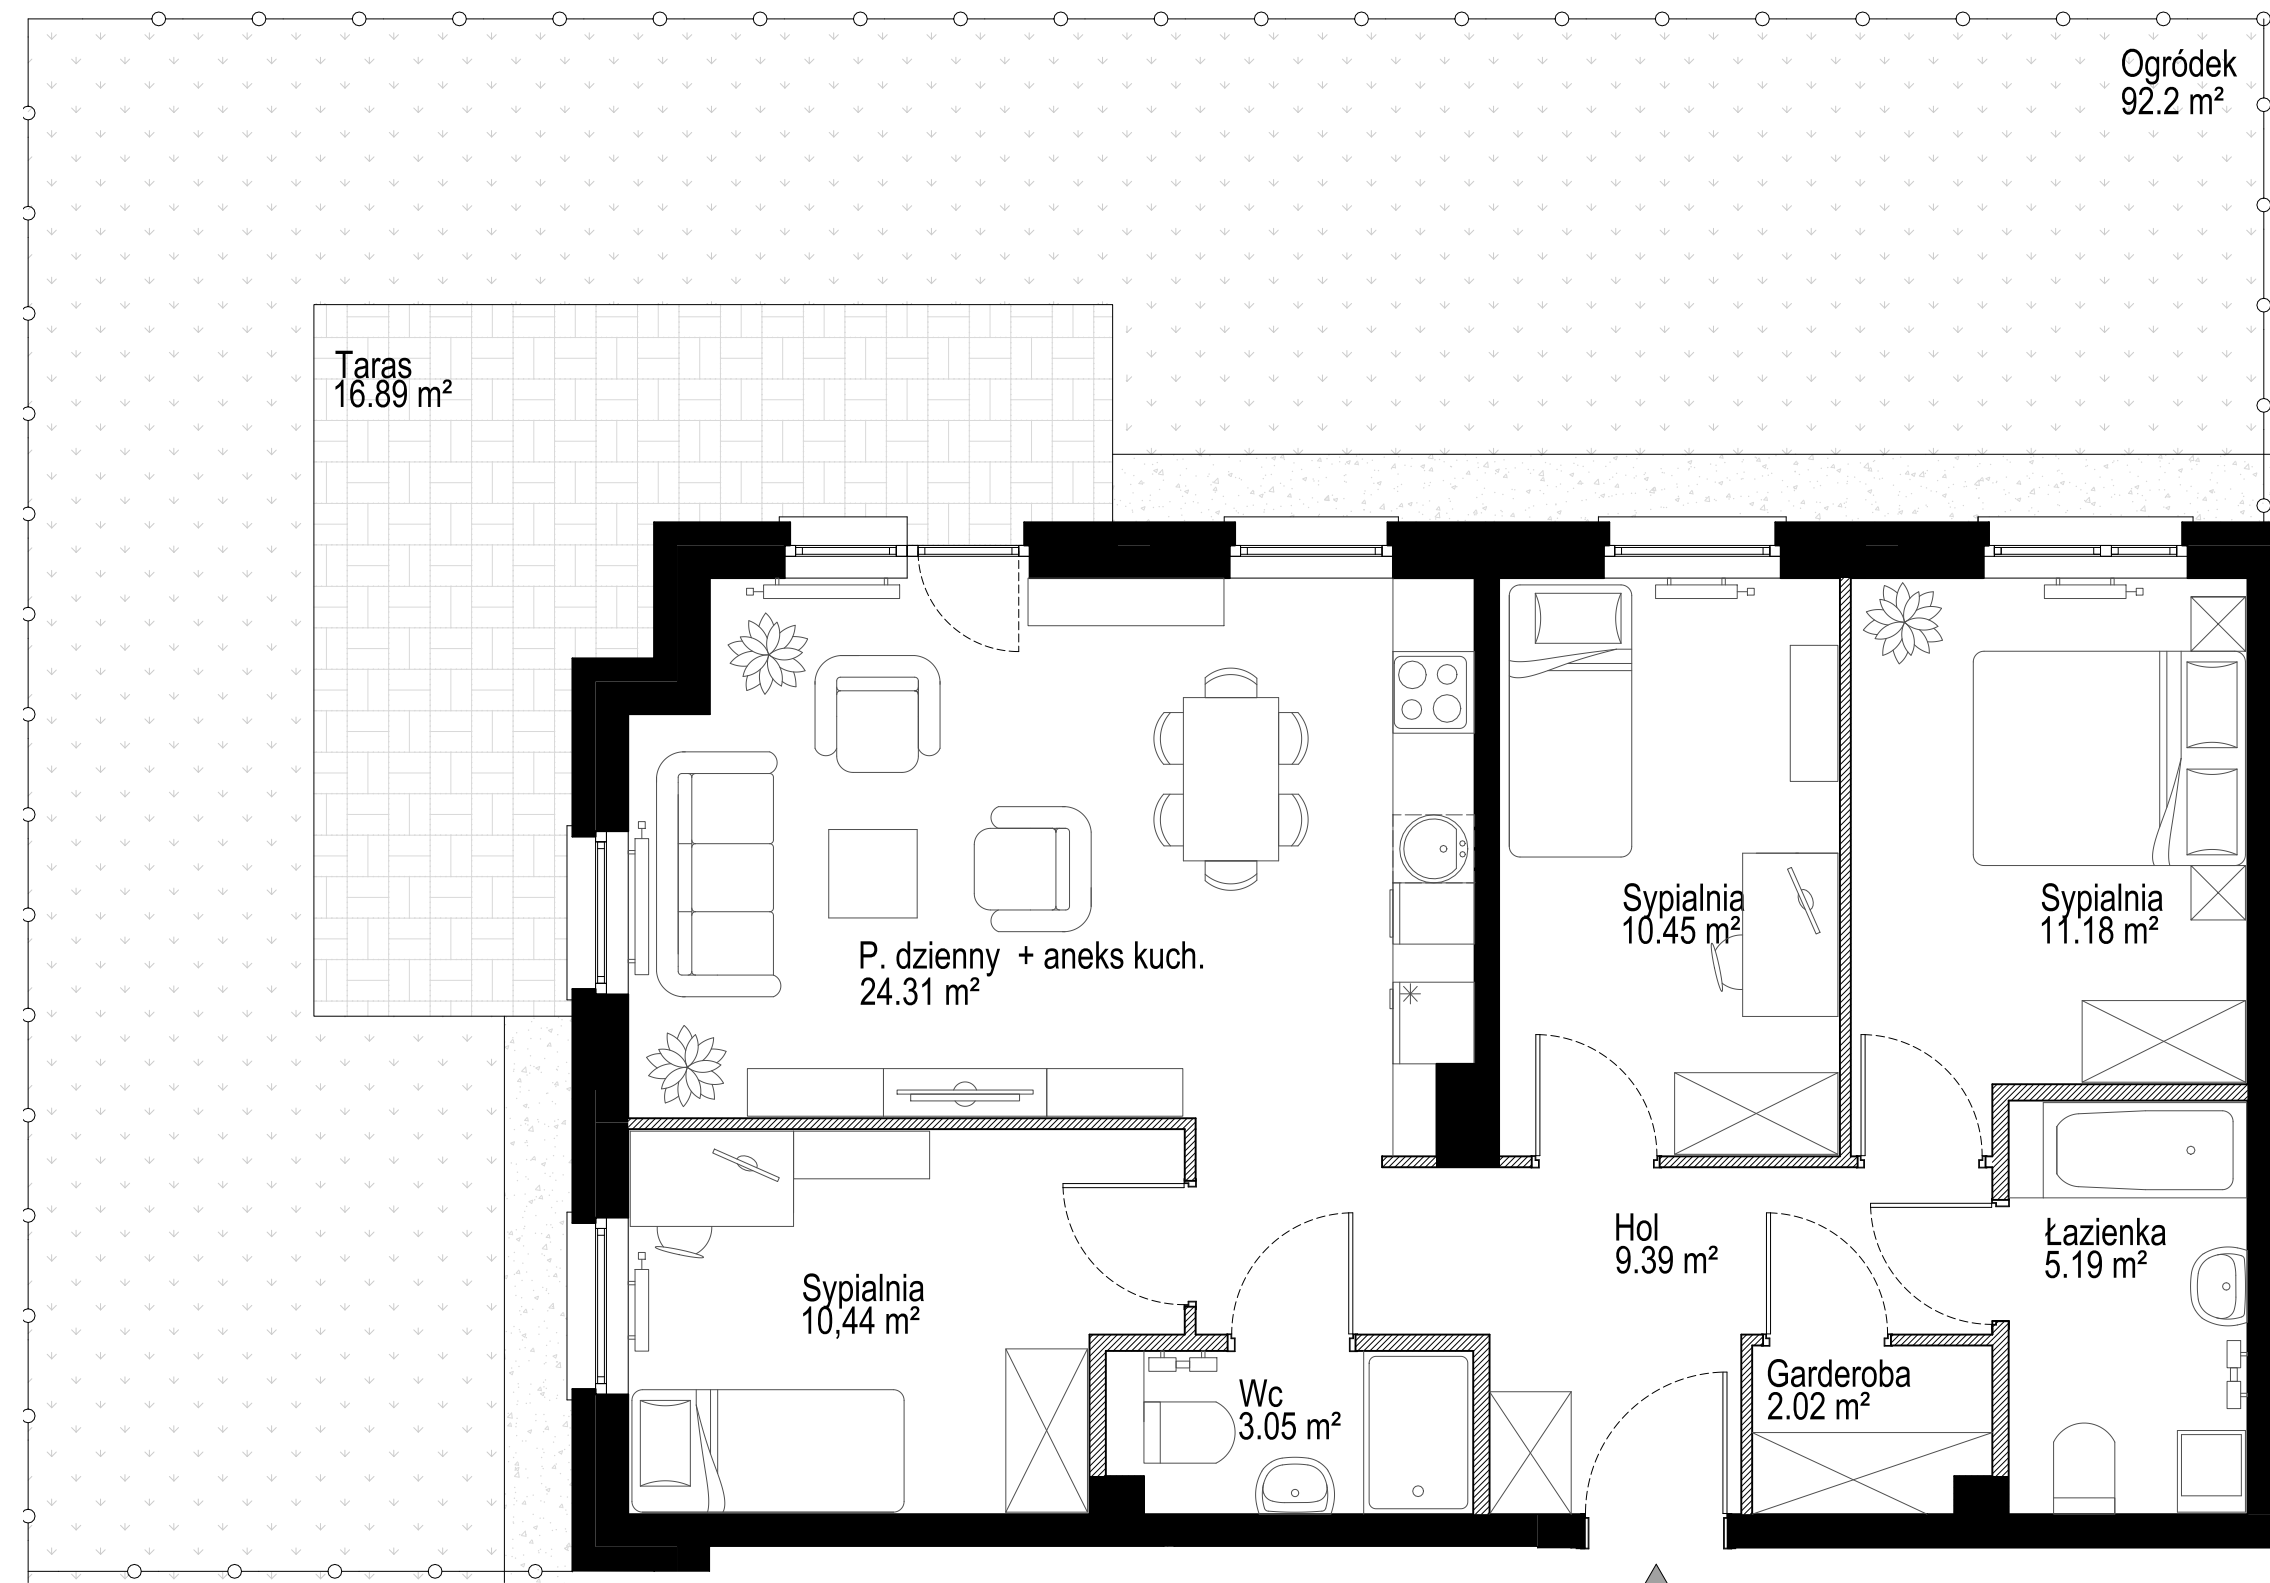 Ogródek
92.2 m²
Taras
16.89 m²
P. dzienny + aneks kuch.
24.31 m²
Sypialnia
10.45 m²
Sypialnia
11.18 m²
Hol
9.39 m²
Łazienka
5.19 m²
Sypialnia
10,44 m²
Wc
3.05 m²
Garderoba
2.02 m²